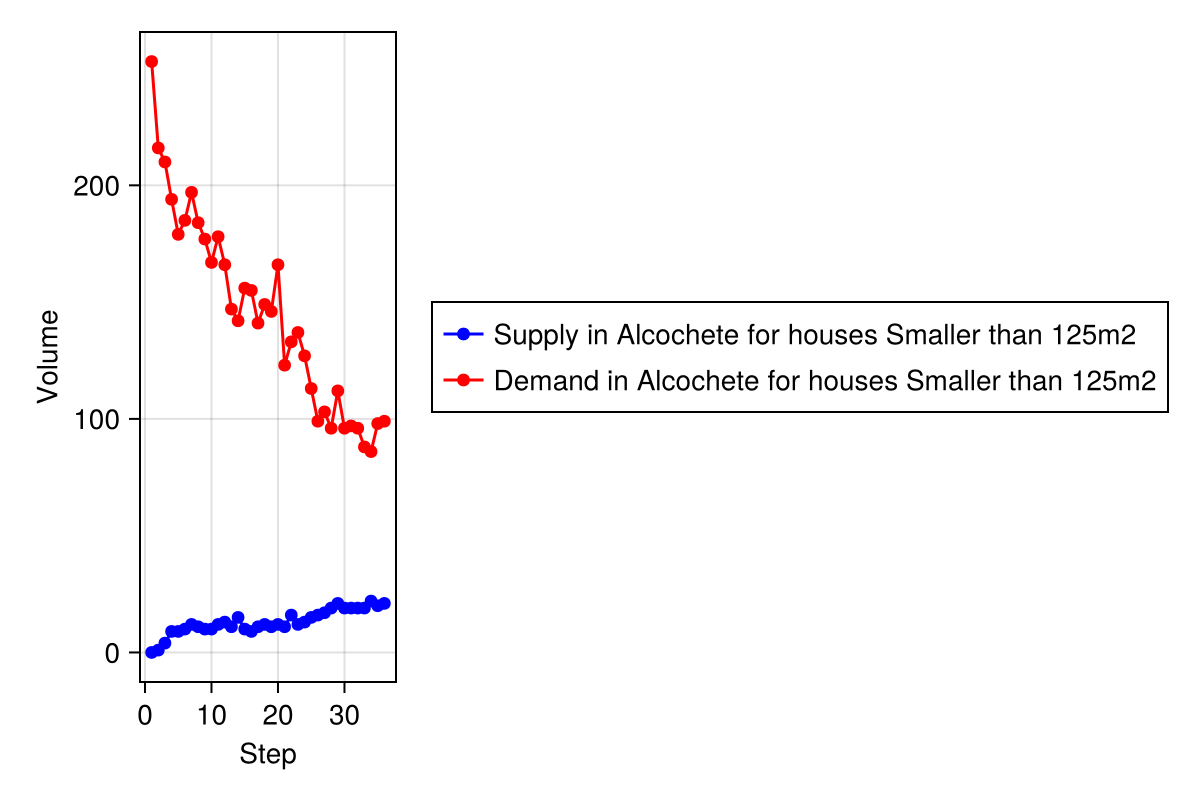 Volume
200
100
0
0 10 20 30
Step
Supply in Alcochete for houses Smaller than 125m2
Demand in Alcochete for houses Smaller than 125m2